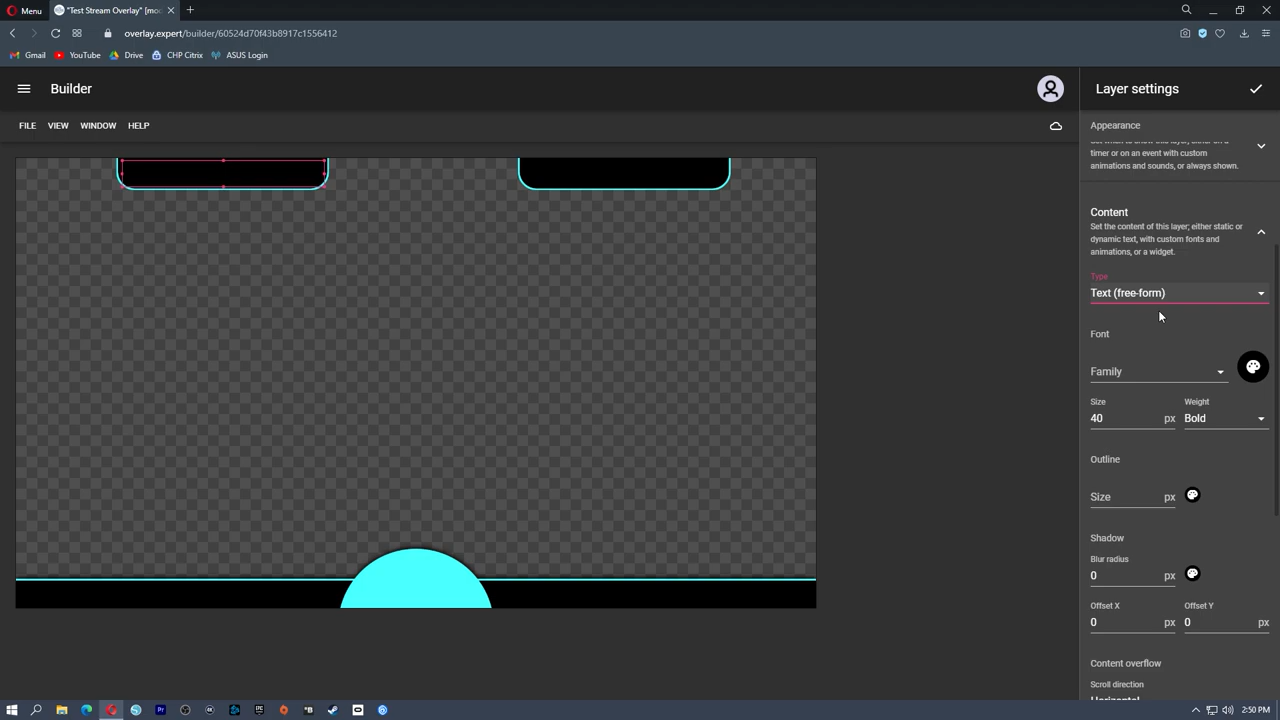 Menu
"Test Stream Overlay" [mod
overlay.expert/builder/60524d70f43b8917c1556412
Gmail
YouTube
Drive
CHP Citrix
ASUS Login
Builder
Layer settings
FILE
VIEW
WINDOW
HELP
Appearance
timer or on an event with custom
animations and sounds, or always shown.
Content
Set the content of this layer; either static or
dynamic text, with custom fonts and
animations, or a widget.
Type
Text (free-form)
Font
Family
Size
Weight
40 px
Bold
Outline
Size px
Shadow
Blur radius
0 px
Offset X
Offset Y
0 px
0 px
Content overflow
Scroll direction
Horizontal
2:50 PM